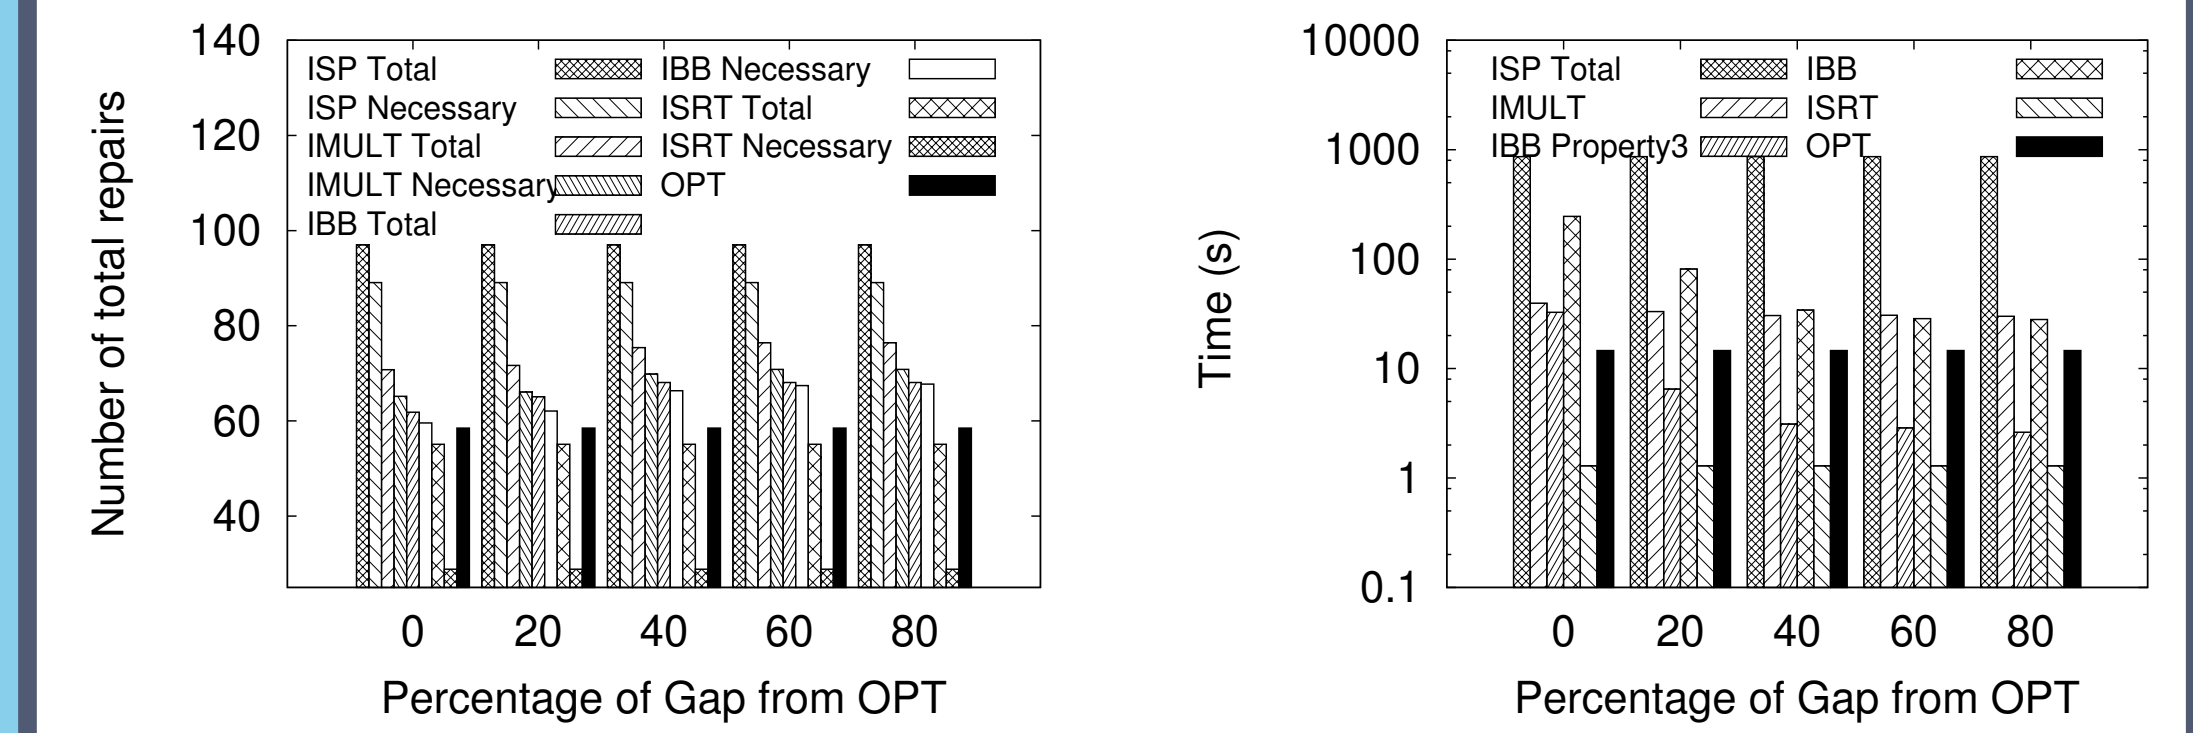 140
120
100
80
60
40
Number of total repairs
ISP Total
ISP Necessary
IMULT Total
IMULT Necessary
IBB Total
IBB Necessary
ISRT Total
ISRT Necessary
OPT
0 20 40 60 80
Percentage of Gap from OPT
10000
1000
100
10
1
0.1
Time (s)
ISP Total
IMULT
IBB Property3
IBB
ISRT
OPT
0 20 40 60 80
Percentage of Gap from OPT